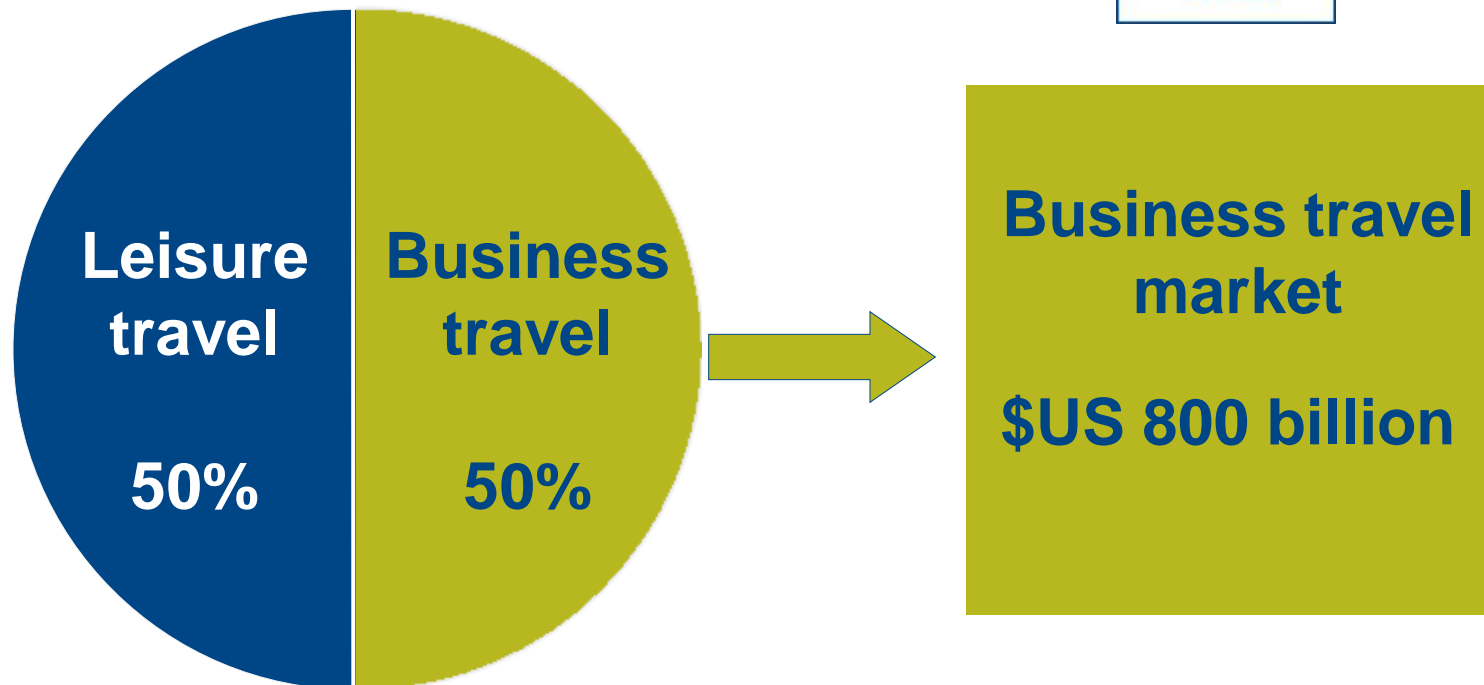 Leisure
travel
50%
Business
travel
50%
Business travel
market
$US 800 billion